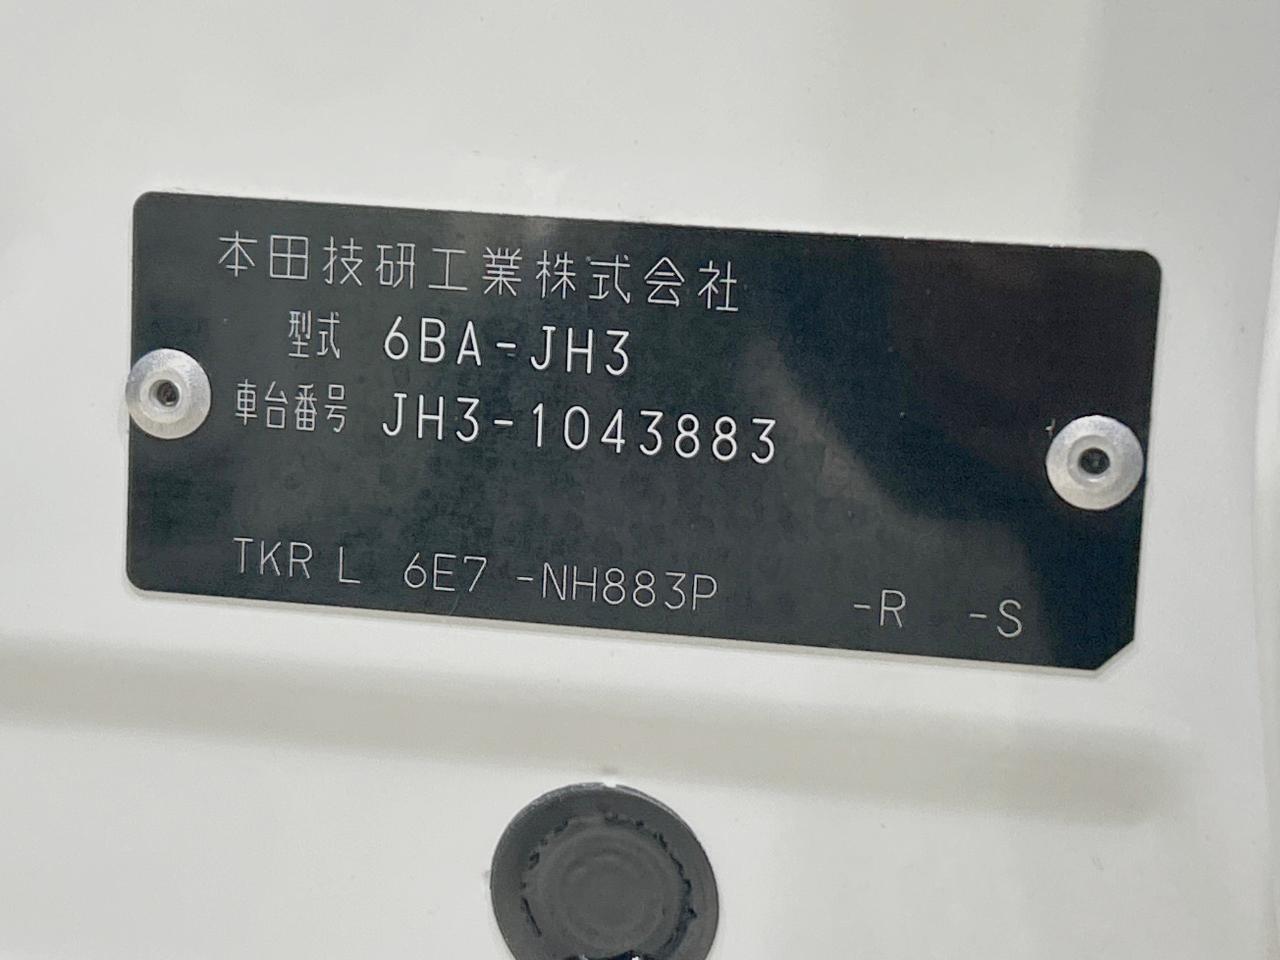 本田技研工業株式会社
型式 6BA-JH3
車台番号 JH3-1043883
TKR L 6E7 -NH883P -R -S